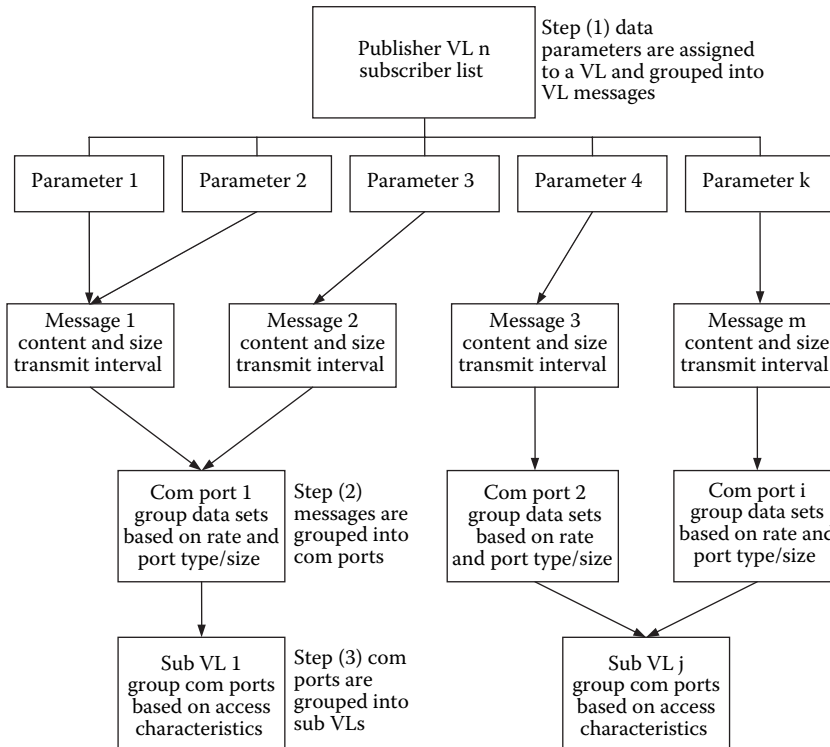 Publisher VL n
subscriber list
Step (1) data
parameters are assigned
to a VL and grouped into
VL messages
Parameter 1
Parameter 2
Parameter 3
Parameter 4
Parameter k
Message 1
content and size
transmit interval
Message 2
content and size
transmit interval
Message 3
content and size
transmit interval
Message m
content and size
transmit interval
Com port 1
group data sets
based on rate and
port type/size
Step (2)
messages are
grouped into
com ports
Com port 2
group data sets
based on rate
and port type/size
Com port i
group data sets
based on rate and
port type/size
Sub VL 1
group com ports
based on access
characteristics
Step (3) com
ports are
grouped into
sub VLs
Sub VL j
group com ports
based on access
characteristics